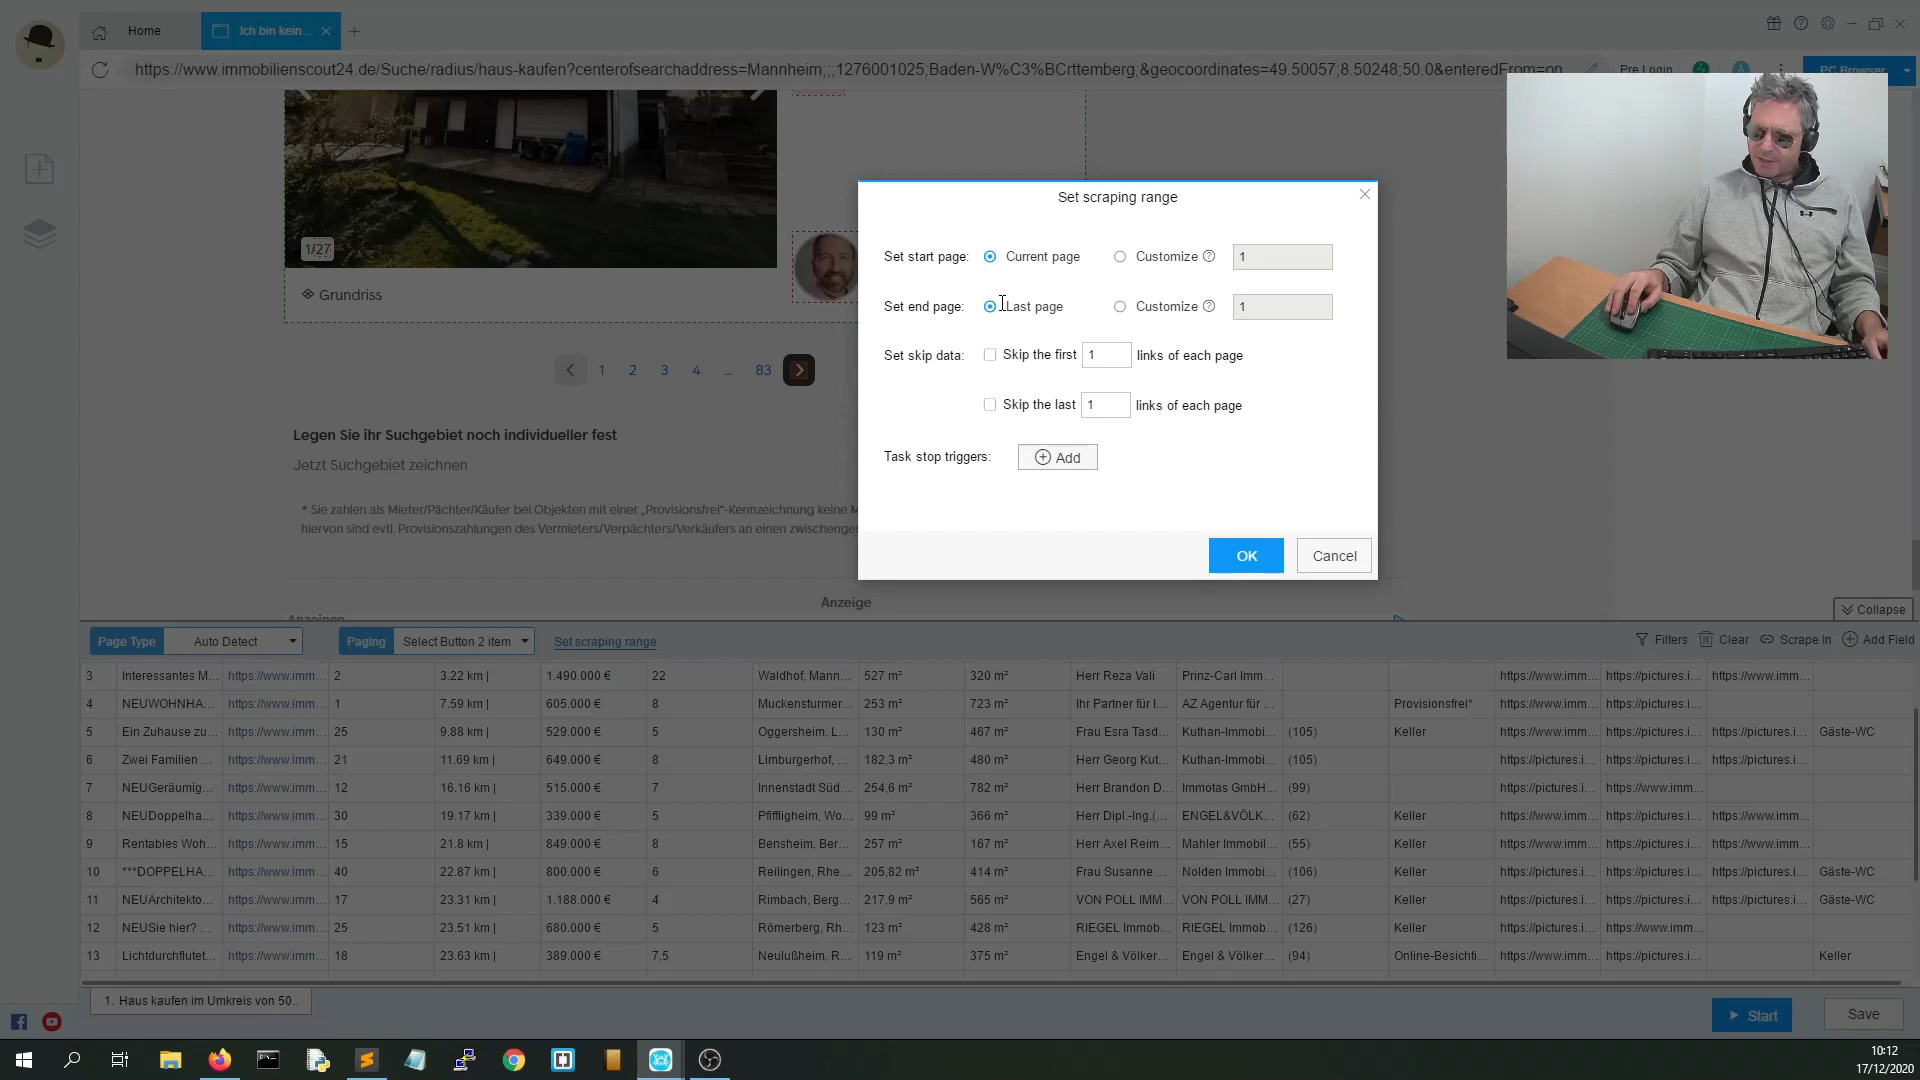 Home
Ich bin kein...
https://www.immobilienscout24.de/Suche/radius/haus-kaufen?centerofsearchaddress=Mannheim;;;1276001025;Baden-W%C3%BCrttemberg;&geocoordinates=49.50057;8.50248;50.0&enteredFrom=on
Pre Login
PC Browser
1/27
Grundriss
1 2 3 4 ... 83
Legen Sie ihr Suchgebiet noch individueller fest
Jetzt Suchgebiet zeichnen
* Sie zahlen als Mieter/Pächter/Käufer bei Objekten mit einer „Provisionsfrei“-Kennzeichnung keine M
hiervon sind evtl. Provisionszahlungen des Vermieters/Verpächters/Verkäufers an einen zwischenge
Anzeige
Anzeigen
Set scraping range
Set start page: Current page Customize ? 1
Set end page: Last page Customize ? 1
Set skip data: Skip the first 1 links of each page
Skip the last 1 links of each page
Task stop triggers: Add
OK Cancel
Collapse
Page Type Auto Detect Paging Select Button 2 item Set scraping range Filters Clear Scrape In Add Field
3 Interessantes M... https://www.imm... 2 3.22 km | 1.490.000 € 22 Waldhof, Mann... 527 m² 320 m² Herr Reza Vali Prinz-Carl Imm... https://www.imm... https://pictures.i... https://www.imm...
4 NEUWOHNHA... https://www.imm... 1 7.59 km | 605.000 € 8 Muckensturmer... 253 m² 723 m² Ihr Partner für I... AZ Agentur für ... Provisionsfrei* https://www.imm... https://pictures.i...
5 Ein Zuhause zu... https://www.imm... 25 9.88 km | 529.000 € 5 Oggersheim, L... 130 m² 467 m² Frau Esra Tasd... Kuthan-Immobi... (105) Keller https://www.imm... https://pictures.i... https://pictures.i... Gäste-WC
6 Zwei Familien ... https://www.imm... 21 11.69 km | 649.000 € 8 Limburgerhof, ... 182,3 m² 480 m² Herr Georg Kut... Kuthan-Immobi... (105) https://pictures.i... https://pictures.i... https://pictures.i...
7 NEUGeräumig... https://www.imm... 12 16.16 km | 515.000 € 7 Innenstadt Süd... 254,6 m² 782 m² Herr Brandon D... Immotas GmbH... (99) https://pictures.i... https://www.imm...
8 NEUDoppelha... https://www.imm... 30 19.17 km | 339.000 € 5 Pfiffligheim, Wo... 99 m² 366 m² Herr Dipl.-Ing.(... ENGEL&VÖLK... (62) Keller https://pictures.i... https://pictures.i... https://www.imm...
9 Rentables Woh... https://www.imm... 15 21.8 km | 849.000 € 8 Bensheim, Ber... 257 m² 167 m² Herr Axel Reim... Mahler Immobil... (55) Keller https://www.imm... https://pictures.i... https://www.imm...
10 ***DOPPELHA... https://www.imm... 40 22.87 km | 800.000 € 6 Reilingen, Rhe... 205,82 m² 414 m² Frau Susanne ... Nolden Immobi... (106) Keller https://pictures.i... https://pictures.i... https://www.imm... Gäste-WC
11 NEUArchitekto... https://www.imm... 17 23.31 km | 1.188.000 € 4 Rimbach, Berg... 217,9 m² 565 m² VON POLL IMM... VON POLL IMM... (27) Keller https://www.imm... https://pictures.i... https://pictures.i... Gäste-WC
12 NEUSie hier? ... https://www.imm... 25 23.51 km | 680.000 € 5 Römerberg, Rh... 123 m² 428 m² RIEGEL Immob... RIEGEL Immob... (126) Keller https://pictures.i... https://www.imm...
13 Lichtdurchflutet... https://www.imm... 18 23.63 km | 389.000 € 7,5 Neulußheim, R... 119 m² 375 m² Engel & Völker... Engel & Völker... (94) Online-Besichti... https://www.imm... https://pictures.i... Keller
1. Haus kaufen im Umkreis von 50..
Start
Save
10:12
17/12/2020